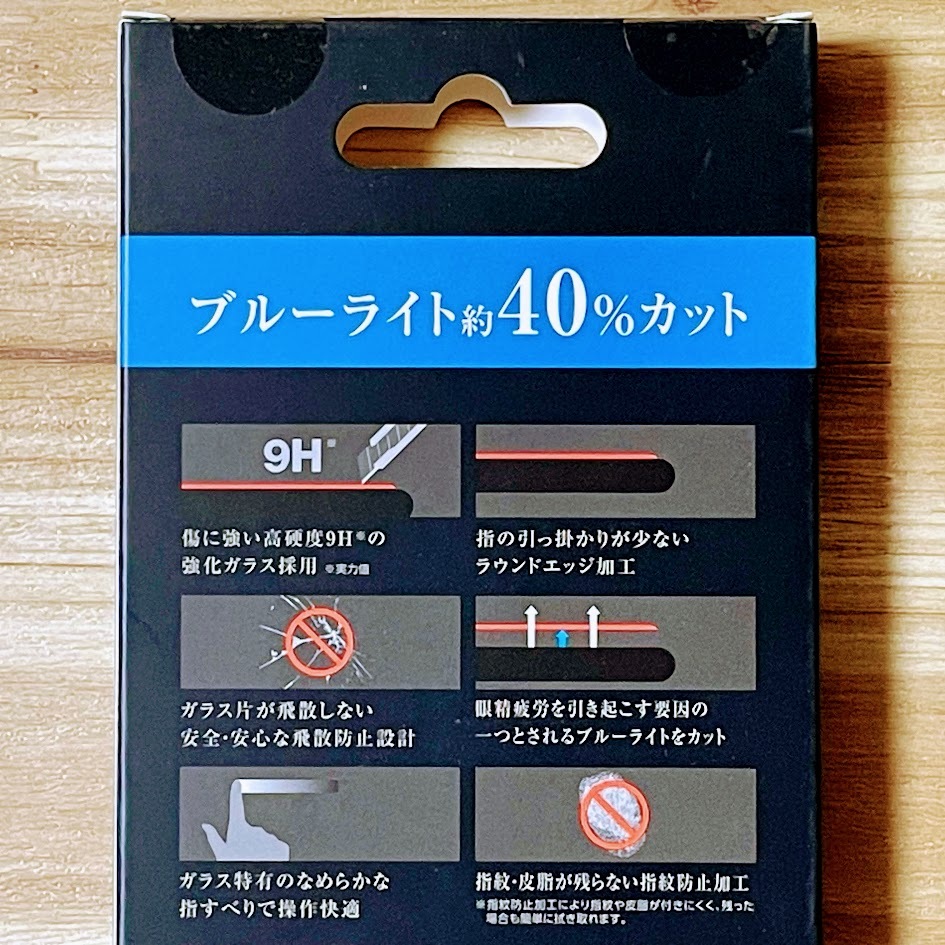 ブルーライト約40%カット
9H※
傷に強い高硬度9H※の
強化ガラス採用 ※実力値
指の引っ掛かりが少ない
ラウンドエッジ加工
ガラス片が飛散しない
安全・安心な飛散防止設計
眼精疲労を引き起こす要因の
一つとされるブルーライトをカット
ガラス特有のなめらかな
指すべりで操作快適
指紋・皮脂が残らない指紋防止加工
※指紋防止加工により指紋や皮脂が付きにくく、残った
場合も簡単に拭き取れます。